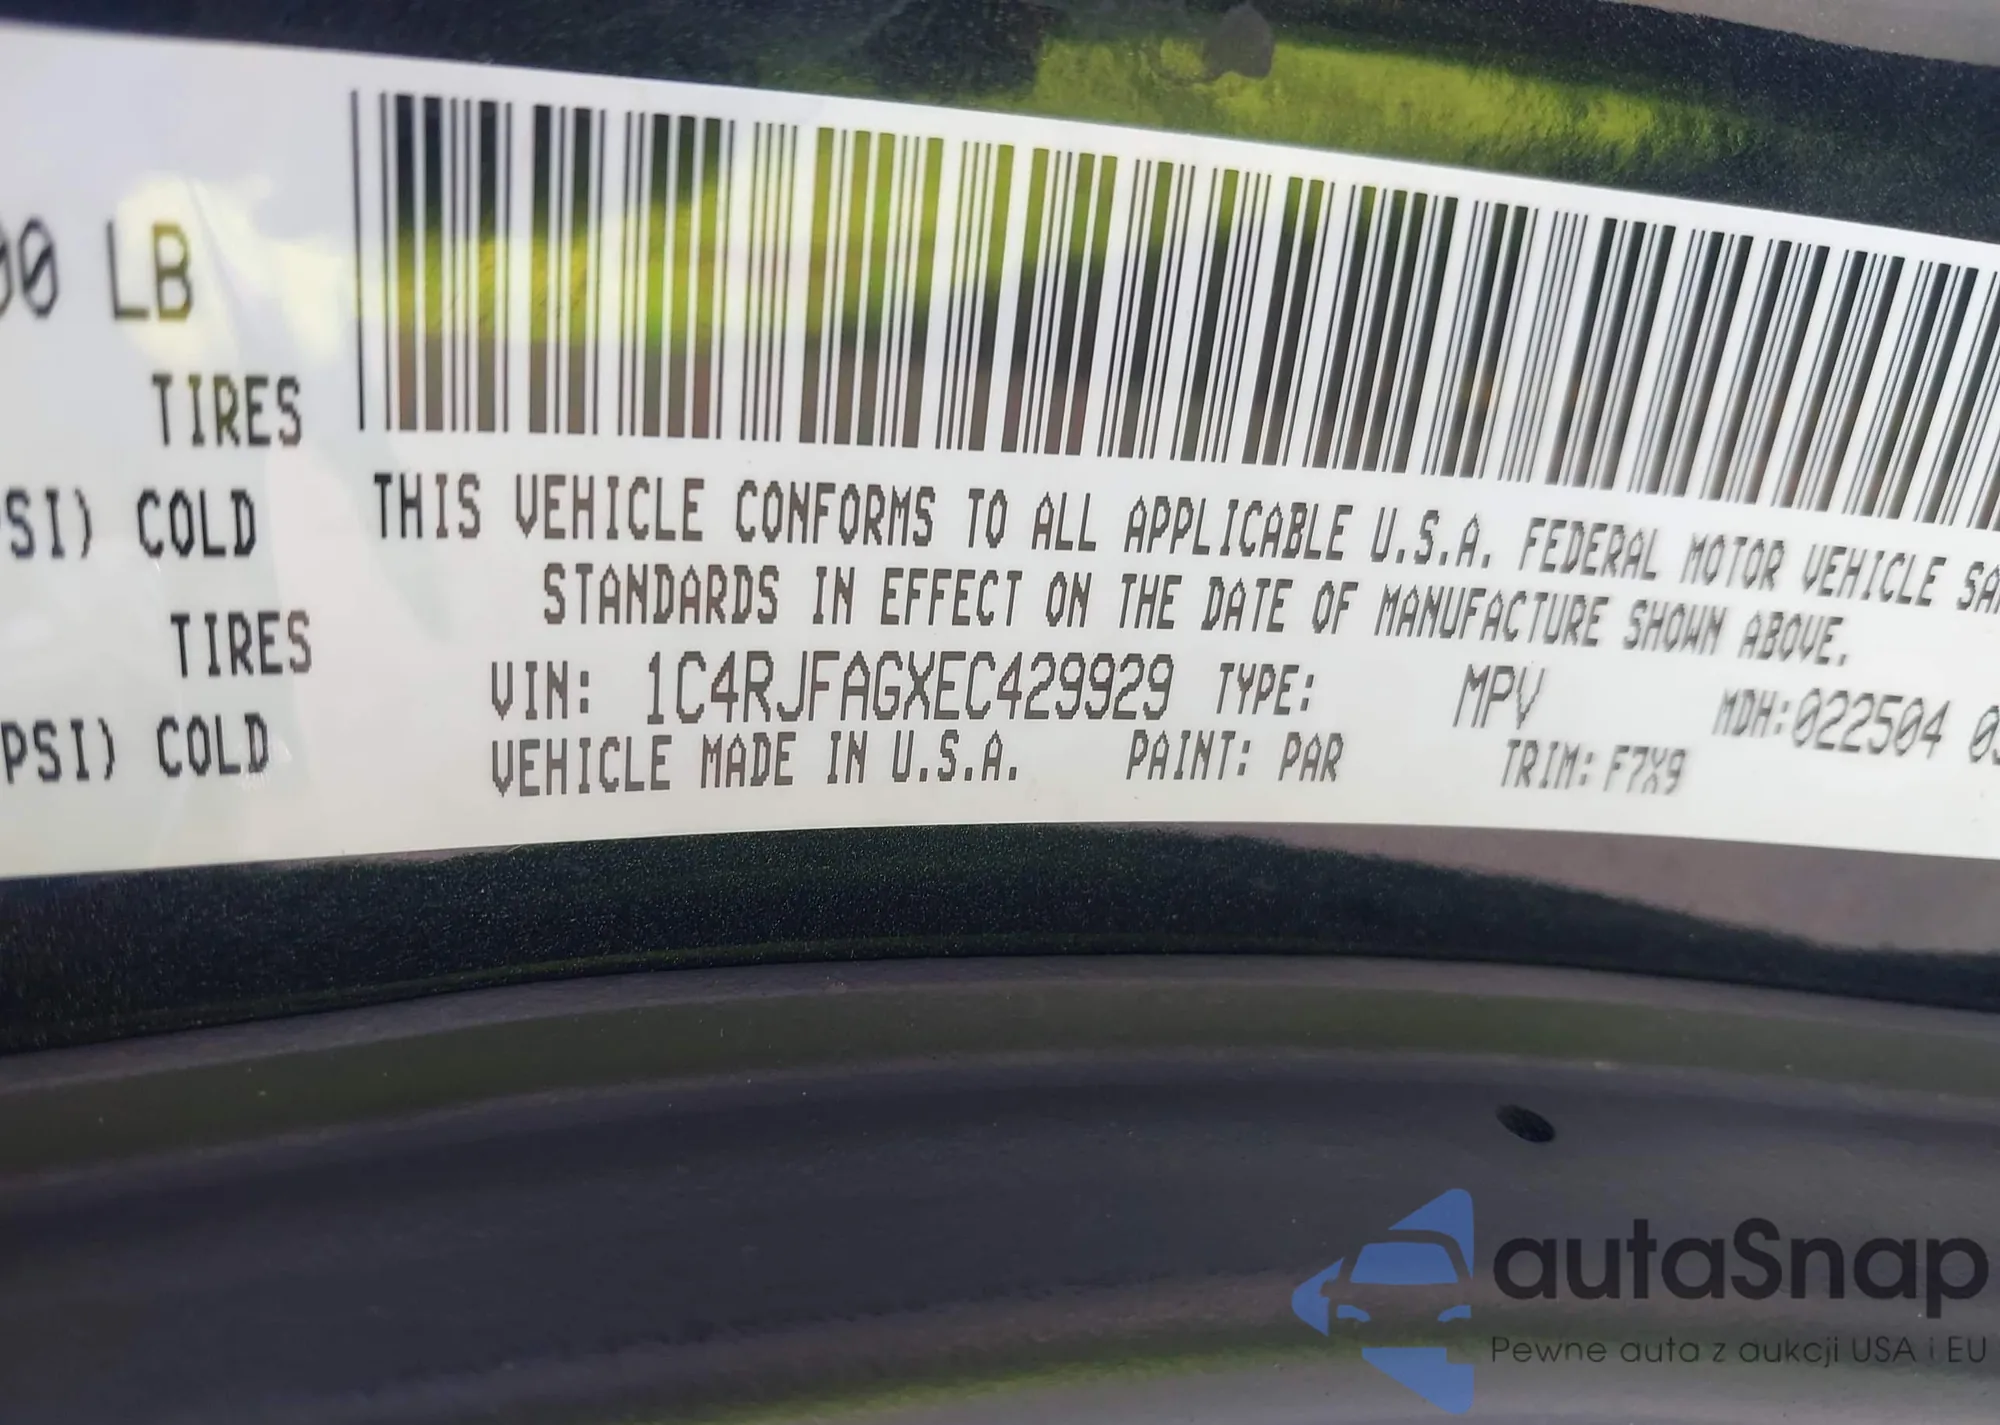 00 LB
TIRES
PSI) COLD
TIRES
PSI) COLD
THIS VEHICLE CONFORMS TO ALL APPLICABLE U.S.A. FEDERAL MOTOR VEHICLE SA
STANDARDS IN EFFECT ON THE DATE OF MANUFACTURE SHOWN ABOVE.
VIN: 1C4RJFAGXEC429929 TYPE: MPV MDH:022504 0
VEHICLE MADE IN U.S.A. PAINT: PAR TRIM: F7X9
autaSnap
Pewne auta z aukcji USA i EU